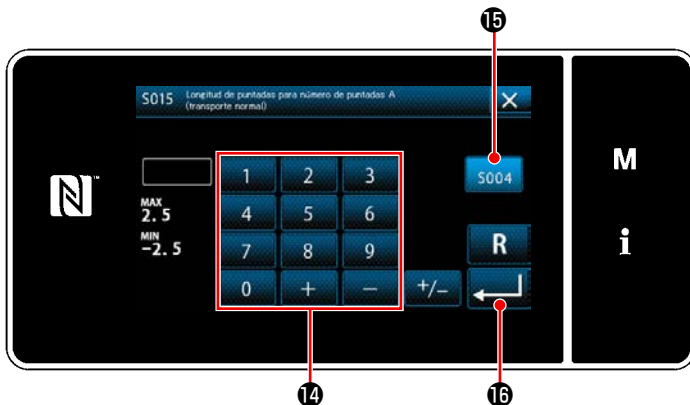 ⓯
S015 Longitud de puntadas para número de puntadas A
(transporte normal)
×
1 2 3 S004
MAX
2.5
4 5 6
MIN
-2.5
7 8 9 R
0 + − +/−
M
i
N™
⓮ ⓰